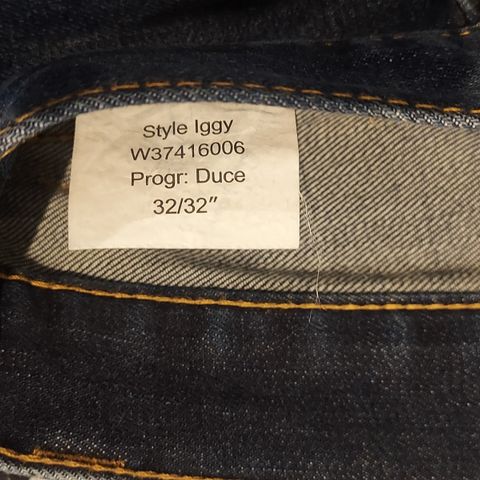 Style Iggy
W37416006
Progr: Duce
32/32"